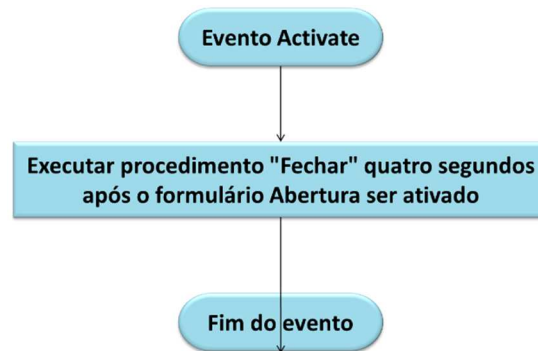 Evento Activate
Executar procedimento "Fechar" quatro segundos
após o formulário Abertura ser ativado
Fim do evento